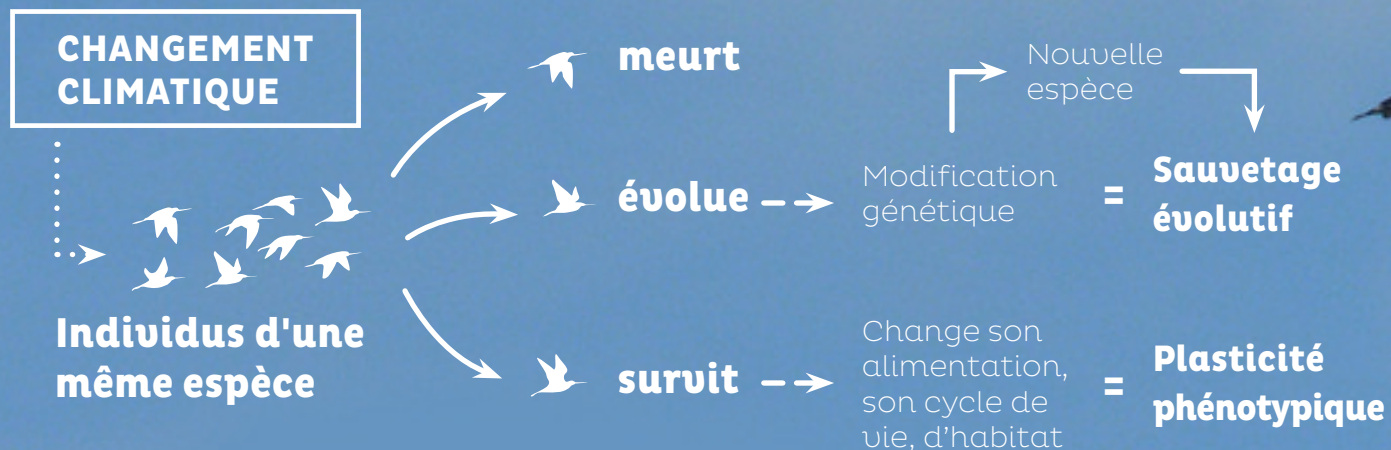 CHANGEMENT
CLIMATIQUE
Individus d'une
même espèce
meurt
évolue
Modification
génétique
Nouvelle
espèce
=
Sauvetage
évolutif
survit
Change son
alimentation,
son cycle de
vie, d'habitat
=
Plasticité
phénotypique